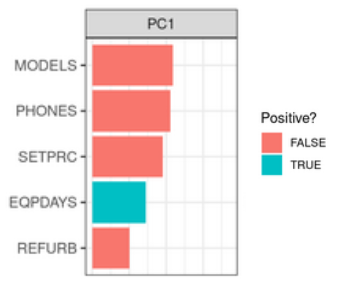 PC1
MODELS
PHONES
SETPRC
EQPDAYS
REFURB
Positive?
FALSE
TRUE